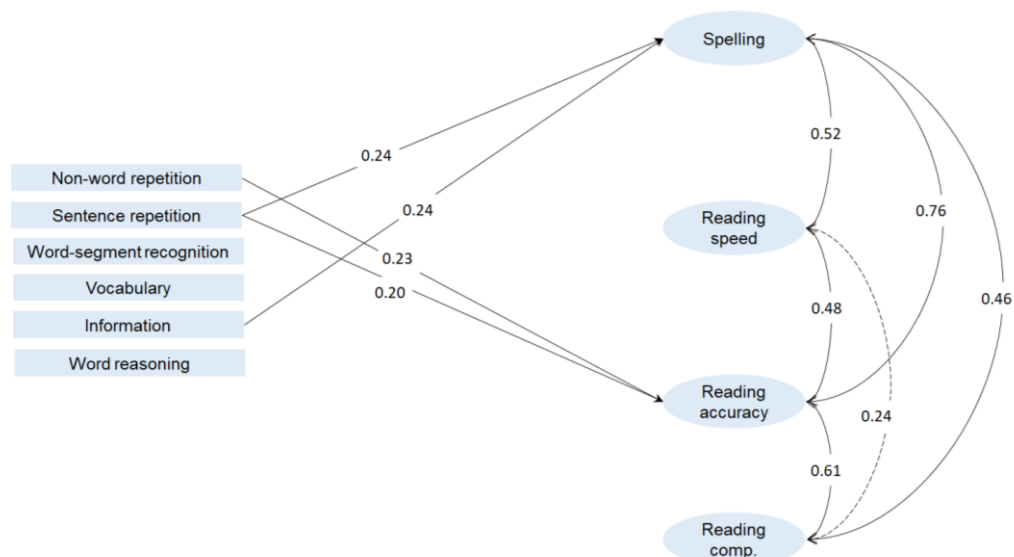 Spelling
0.52
0.24
Non-word repetition
Sentence repetition
0.24
0.76
Reading
speed
Word-segment recognition
0.23
Vocabulary
0.20
0.48
0.46
Information
Word reasoning
Reading
accuracy
0.24
0.61
Reading
comp.